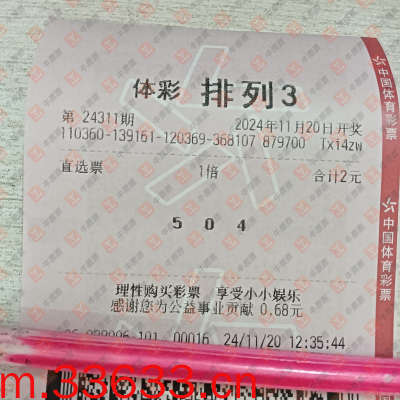 体彩 排列3
第 24311期 2024年11月20日开奖
110360-139161-120369-368107 879700 Txi4zw
直选票 1倍 合计2元
5 0 4
理性购买彩票 享受小小娱乐
感谢您为公益事业贡献 0.68元
-101 00016 24/11/20 12:35:44
中国体育彩票
中国体育彩票
m.33633.cn